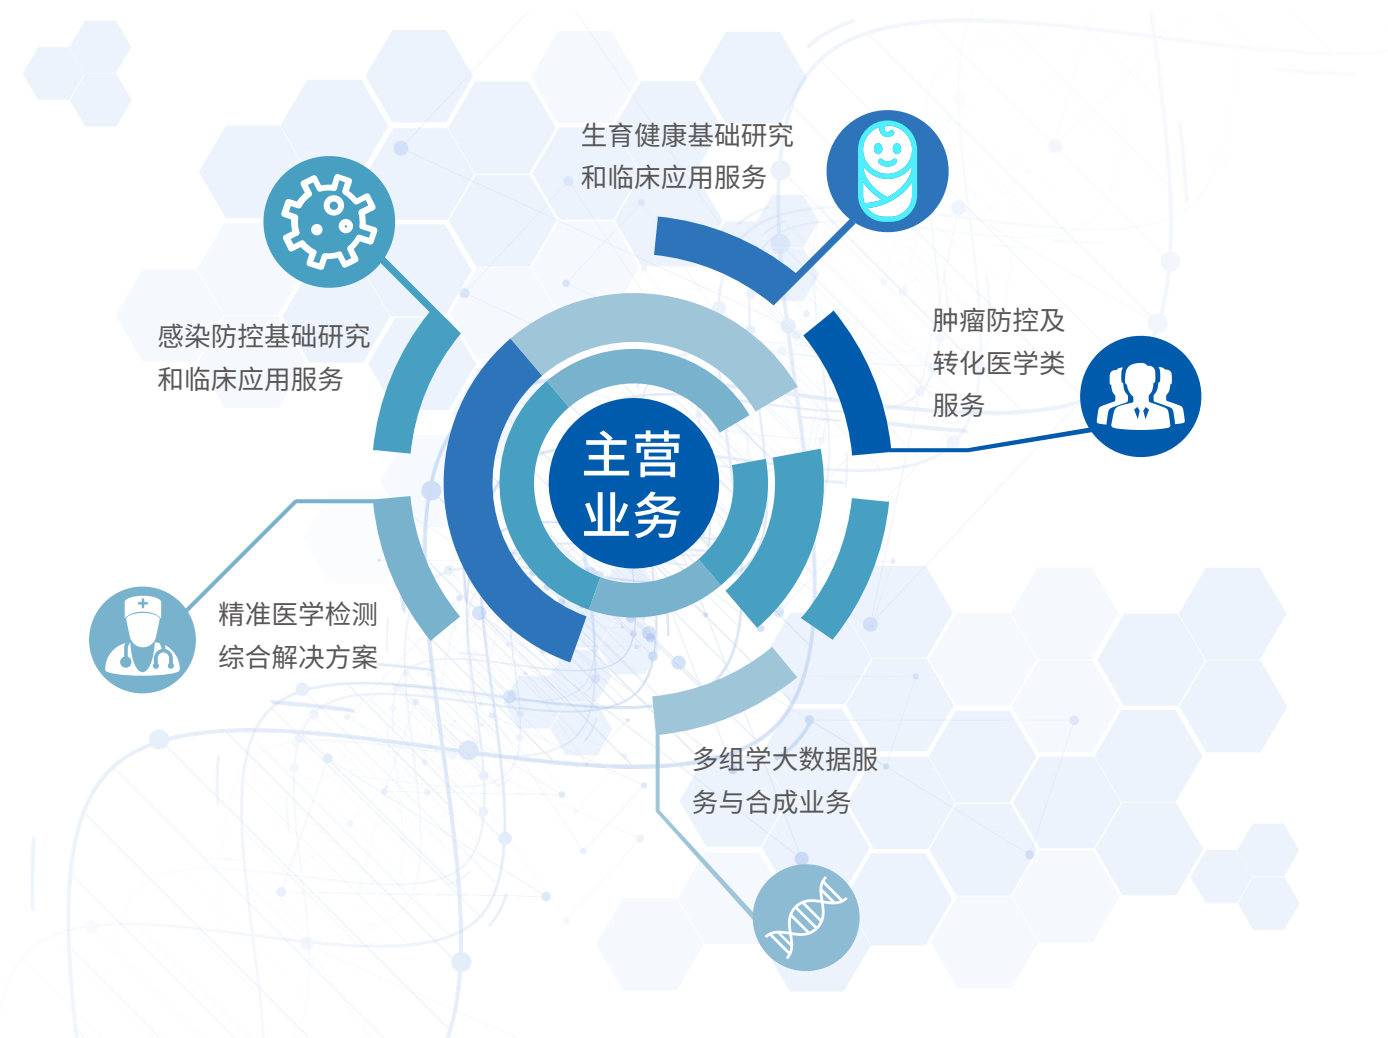 生育健康基础研究
和临床应用服务
感染防控基础研究
和临床应用服务
肿瘤防控及
转化医学类
服务
主营
业务
精准医学检测
综合解决方案
多组学大数据服
务与合成业务